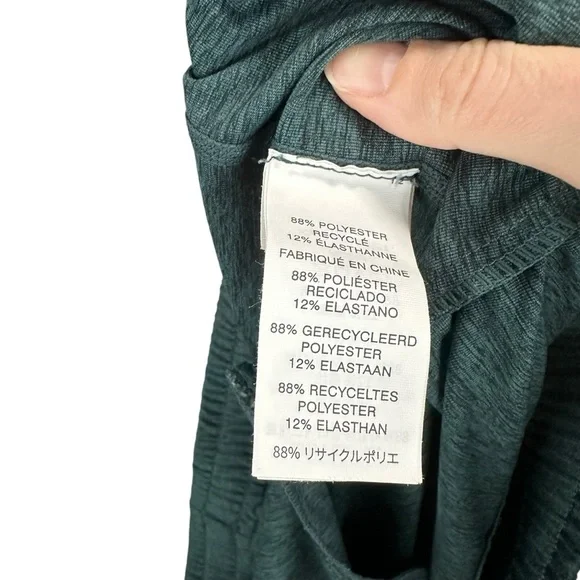 88% POLYESTER
RECYCLÉ
12% ÉLASTHANNE
FABRIQUÉ EN CHINE
88% POLIÉSTER
RECICLADO
12% ELASTANO
88% GERECYCLEERD
POLYESTER
12% ELASTAAN
88% RECYCELTES
POLYESTER
12% ELASTHAN
88% リサイクルポリエ